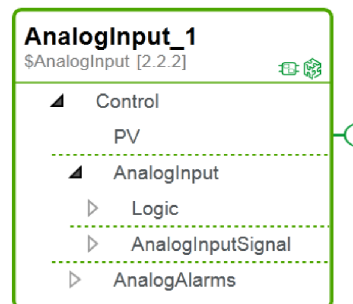 AnalogInput_1
$AnalogInput [2.2.2]
Control
PV
AnalogInput
Logic
AnalogInputSignal
AnalogAlarms